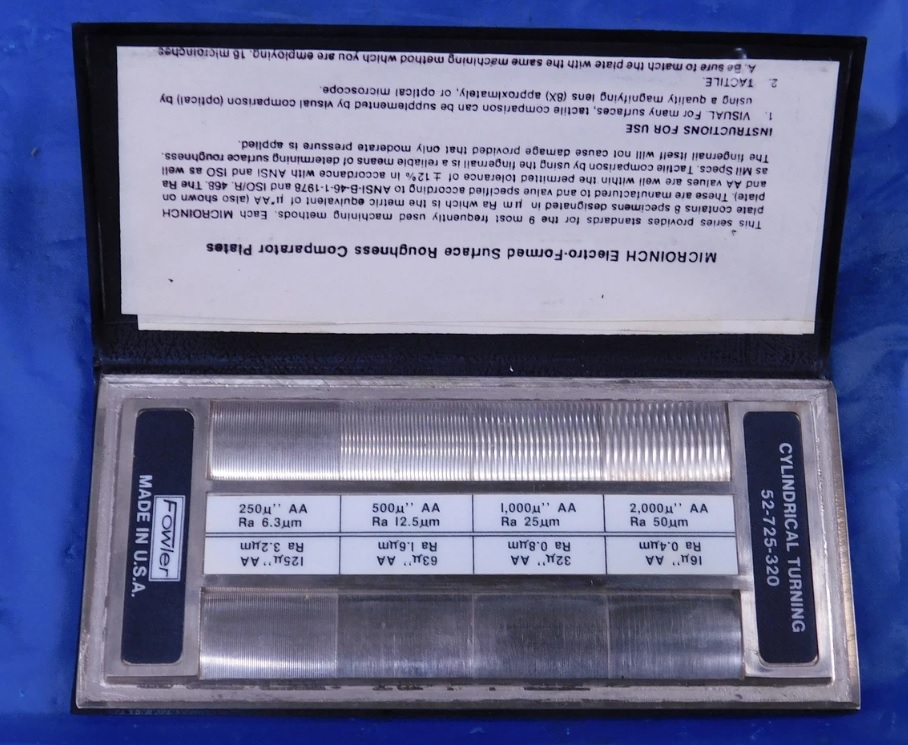 MICROINCH Electro-Formed Surface Roughness Comparator Plates
This series provides standards for the 9 most frequently used machining methods. Each MICROINCH
plate contains 8 specimens designated in µm Ra which is the metric equivalent of µ"AA (also shown on
plate). These are manufactured to and value specified according to ANSI-B-46-1-1978 and ISO/R. 468. The Ra
and AA values are well within the permitted tolerance of ± 12% in accordance with ANSI and ISO as well
as Mil Specs. Tactile comparison by using the fingernail is a reliable means of determining surface roughness.
The fingernail itself will not cause damage provided that only moderate pressure is applied.
INSTRUCTIONS FOR USE
1. VISUAL. For many surfaces, tactile comparison can be supplemented by visual comparison (optical) by
using a quality magnifying lens (8X) approximately, or optical microscope.
2. TACTILE.
A. Be sure to match the plate with the same machining method which you are employing. 16 microinches
Fowler
MADE IN U.S.A.
250µ'' AA
Ra 6.3µm
500µ'' AA
Ra 12.5µm
1,000µ'' AA
Ra 25µm
2,000µ'' AA
Ra 50µm
16µ'' AA
Ra 0.4µm
32µ'' AA
Ra 0.8µm
63µ'' AA
Ra 1.6µm
125µ'' AA
Ra 3.2µm
CYLINDRICAL TURNING
52-725-320